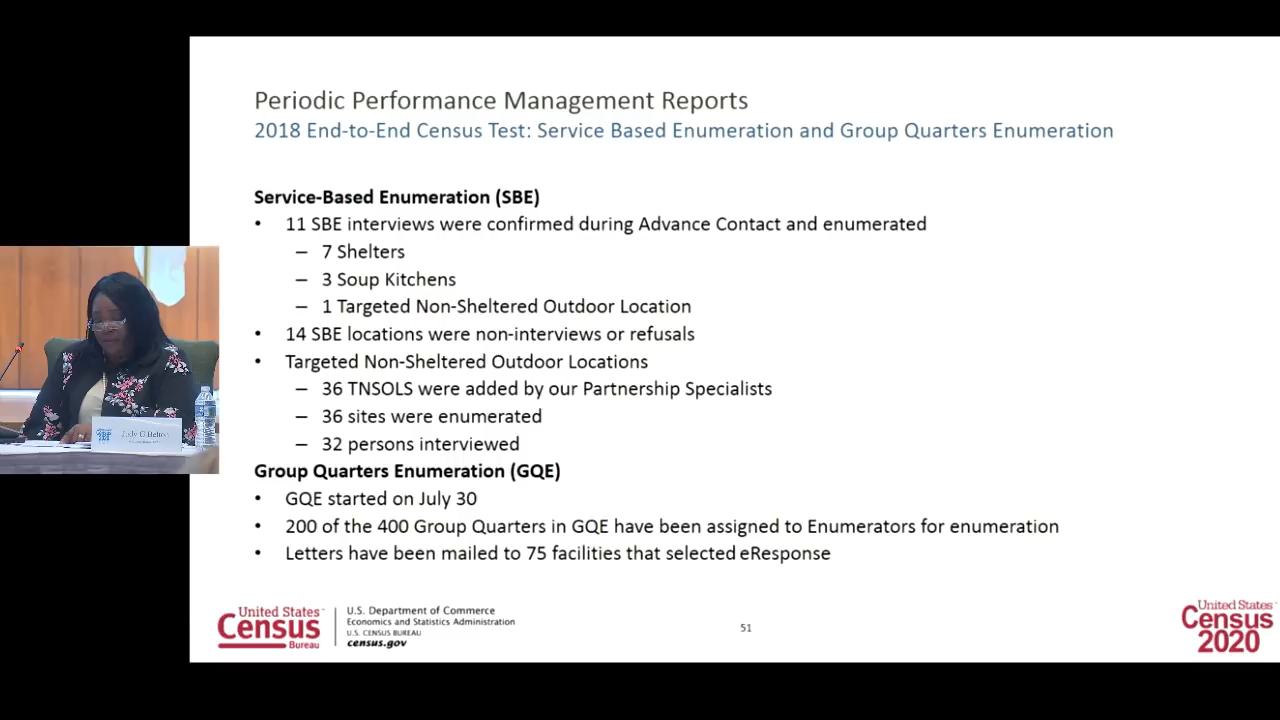 Periodic Performance Management Reports
2018 End-to-End Census Test: Service Based Enumeration and Group Quarters Enumeration
Service-Based Enumeration (SBE)
• 11 SBE interviews were confirmed during Advance Contact and enumerated
– 7 Shelters
– 3 Soup Kitchens
– 1 Targeted Non-Sheltered Outdoor Location
• 14 SBE locations were non-interviews or refusals
• Targeted Non-Sheltered Outdoor Locations
– 36 TNSOLS were added by our Partnership Specialists
– 36 sites were enumerated
– 32 persons interviewed
Group Quarters Enumeration (GQE)
• GQE started on July 30
• 200 of the 400 Group Quarters in GQE have been assigned to Enumerators for enumeration
• Letters have been mailed to 75 facilities that selected eResponse
Judy G Belton
United States
Census
Bureau
U.S. Department of Commerce
Economics and Statistics Administration
U.S. CENSUS BUREAU
census.gov
51
United States
Census
2020